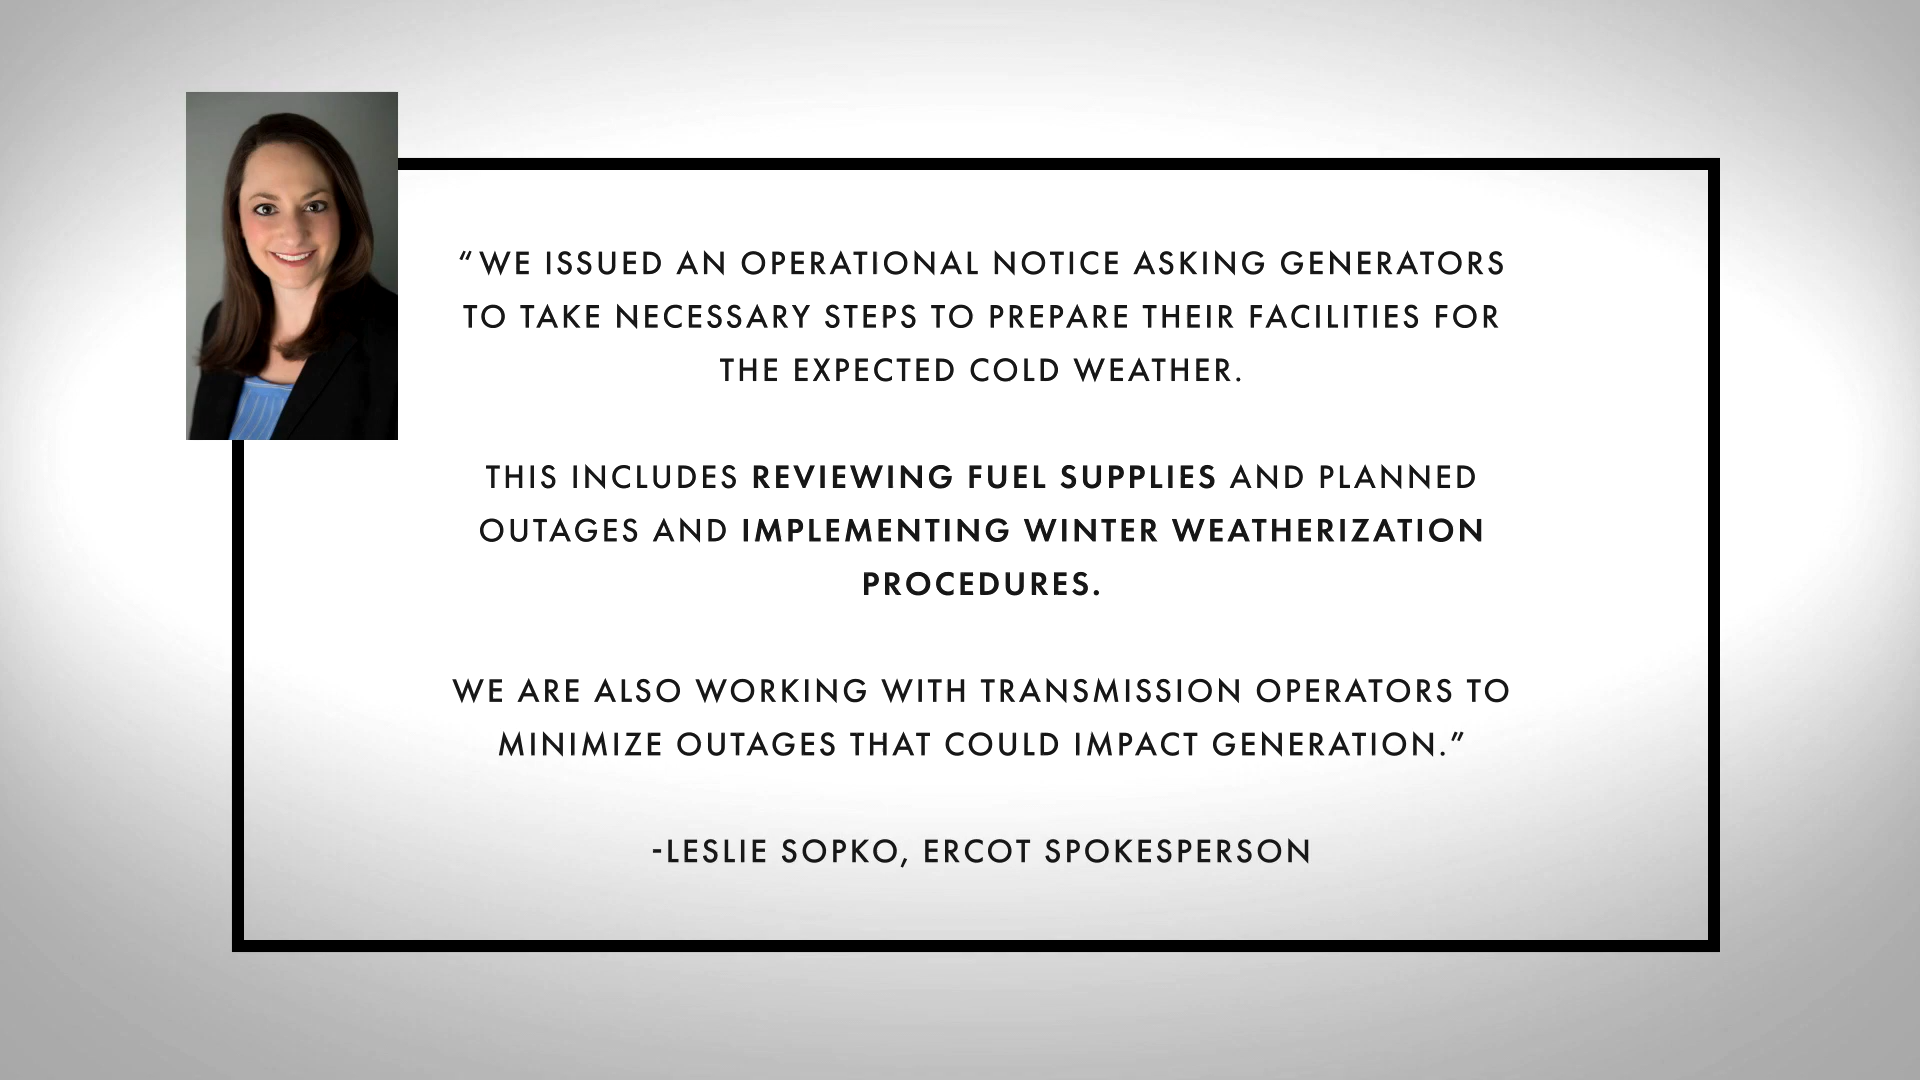 “WE ISSUED AN OPERATIONAL NOTICE ASKING GENERATORS
TO TAKE NECESSARY STEPS TO PREPARE THEIR FACILITIES FOR
THE EXPECTED COLD WEATHER.
THIS INCLUDES REVIEWING FUEL SUPPLIES AND PLANNED
OUTAGES AND IMPLEMENTING WINTER WEATHERIZATION
PROCEDURES.
WE ARE ALSO WORKING WITH TRANSMISSION OPERATORS TO
MINIMIZE OUTAGES THAT COULD IMPACT GENERATION.”
-LESLIE SOPKO, ERCOT SPOKESPERSON